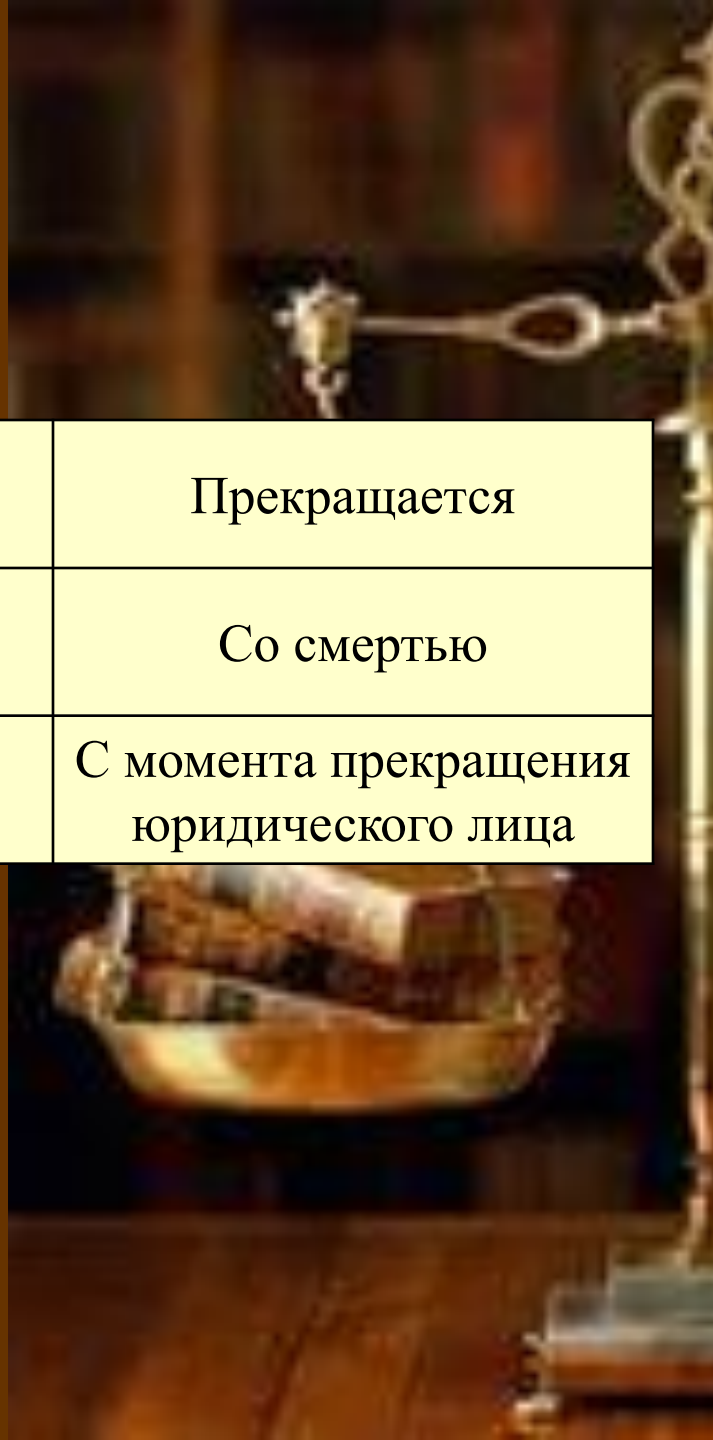 Прекращается
Со смертью
С момента прекращения
юридического лица